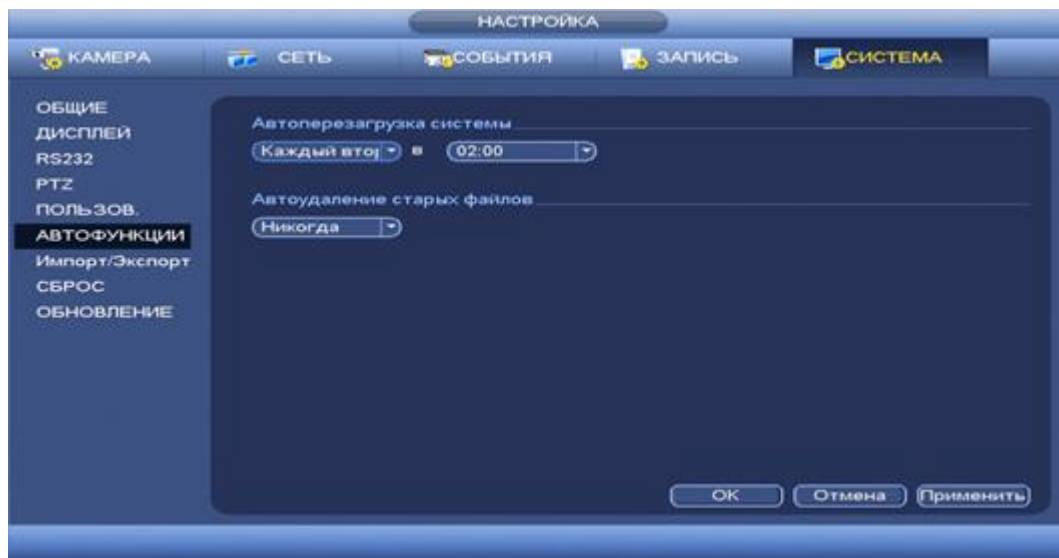 НАСТРОЙКА
КАМЕРА СЕТЬ СОБЫТИЯ ЗАПИСЬ СИСТЕМА
ОБЩИЕ
ДИСПЛЕЙ
RS232
PTZ
ПОЛЬЗОВ.
АВТОФУНКЦИИ
Импорт/Экспорт
СБРОС
ОБНОВЛЕНИЕ
Автоперезагрузка системы
Каждый втор в 02:00
Автоудаление старых файлов
Никогда
OK Отмена Применить